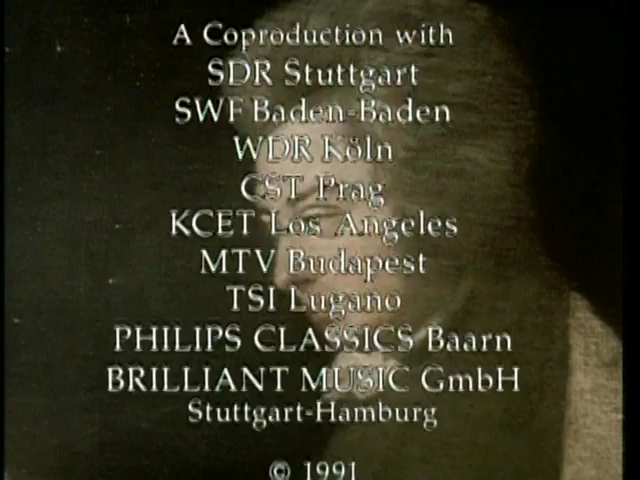 A Coproduction with
SDR Stuttgart
SWF Baden-Baden
WDR Köln
CST Prag
KCET Los Angeles
MTV Budapest
TSI Lugano
PHILIPS CLASSICS Baarn
BRILLIANT MUSIC GmbH
Stuttgart-Hamburg
© 1991